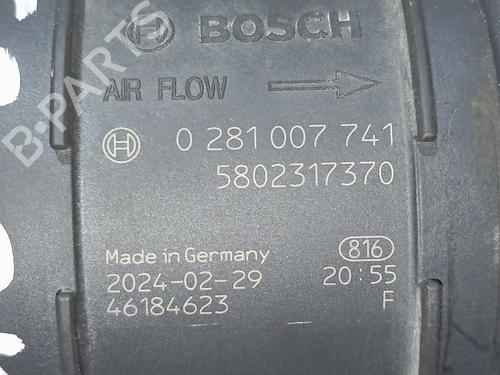 BOSCH
AIR FLOW
0 281 007 741
5802317370
Made in Germany
816
2024-02-29
20:55
46184623
F
B-PARTS